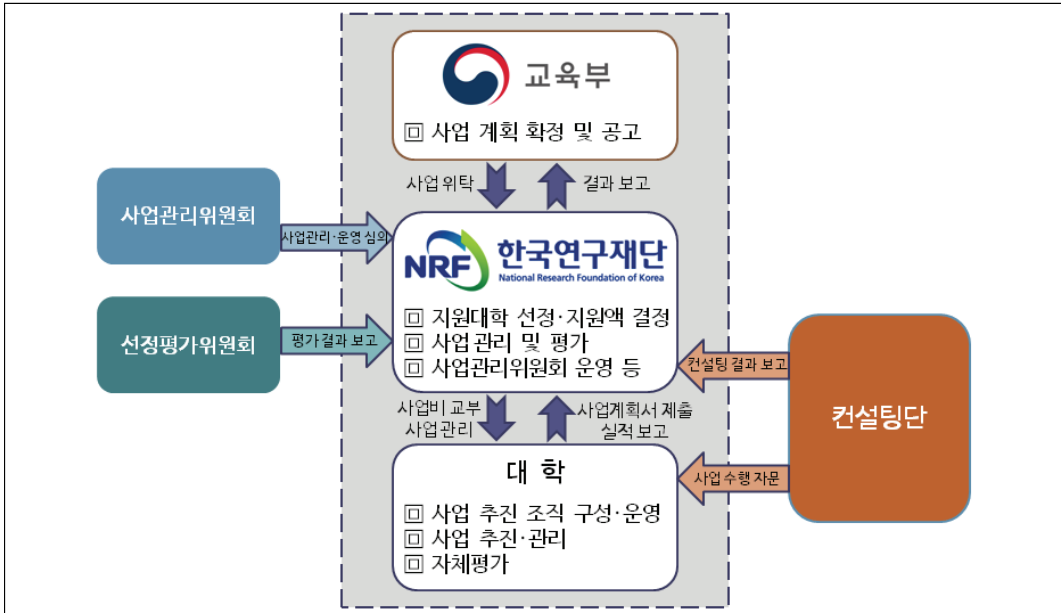 교육부
□ 사업 계획 확정 및 공고
사업 위탁
결과 보고
사업관리위원회
사업관리·운영 심의
NRF 한국연구재단
National Research Foundation of Korea
□ 지원대학 선정·지원액 결정
□ 사업 관리 및 평가
□ 사업관리위원회 운영 등
선정평가위원회
평가 결과 보고
컨설팅 결과 보고
컨설팅단
사업비 교부
사업 관리
사업계획서 제출
실적 보고
대 학
□ 사업 추진 조직 구성·운영
□ 사업 추진·관리
□ 자체평가
사업 수행 자문